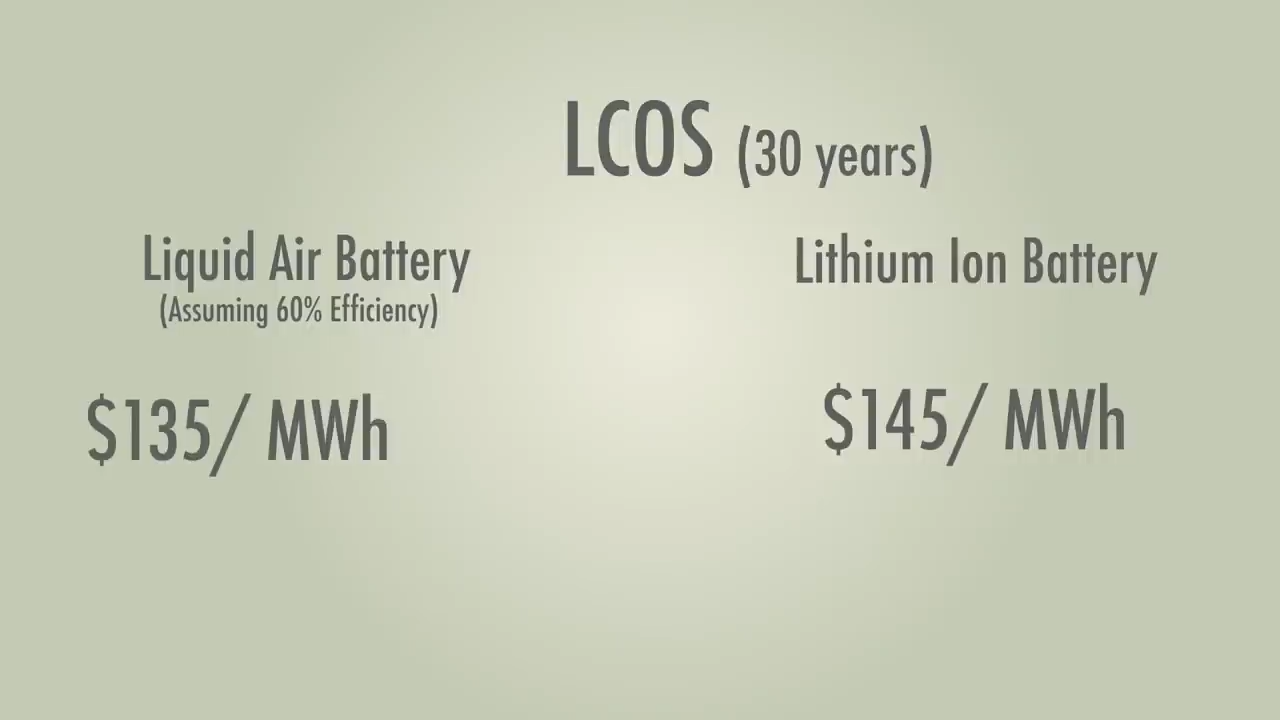 LCOS (30 years)
Liquid Air Battery
(Assuming 60% Efficiency)
Lithium Ion Battery
$135/ MWh
$145/ MWh